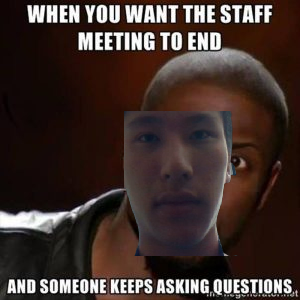 WHEN YOU WANT THE STAFF
MEETING TO END
AND SOMEONE KEEPS ASKING QUESTIONS